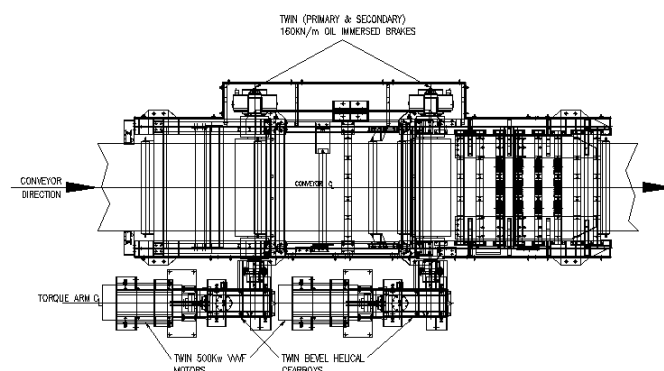 TWIN (PRIMARY & SECONDARY)
160KN/m OIL IMMERSED BRAKES
CONVEYOR
DIRECTION
CONVEYOR ℄
TORQUE ARM ℄
TWIN 500Kw VVVF
MOTORS
TWIN BEVEL HELICAL
GEARBOXES